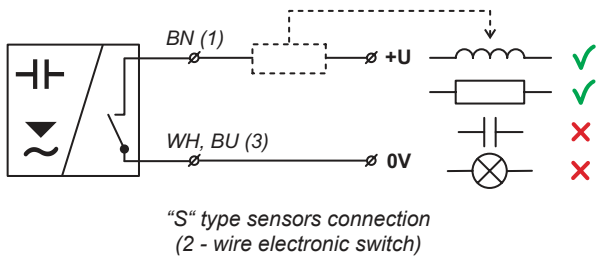 BN (1)
+U
WH, BU (3)
0V
“S“ type sensors connection
(2 - wire electronic switch)